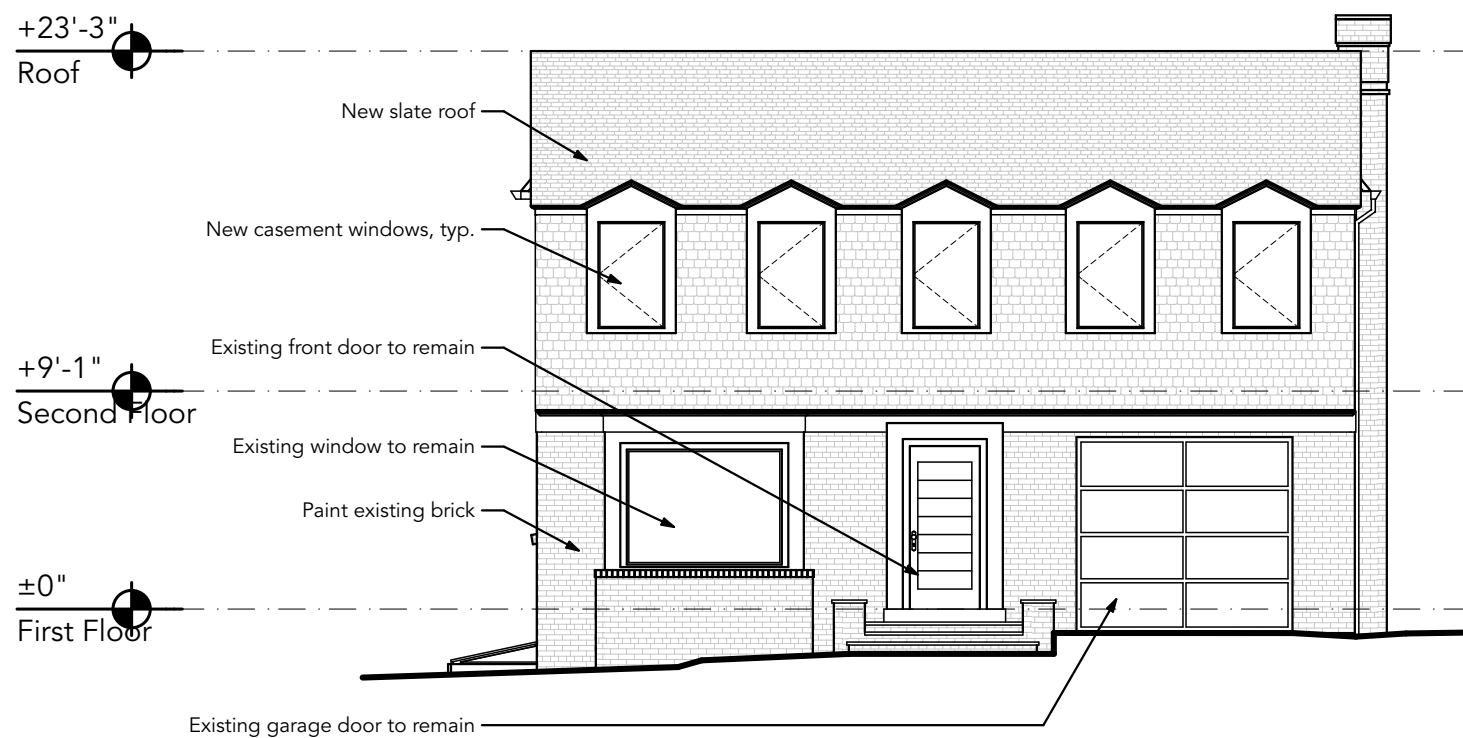 +23'-3"
Roof
New slate roof
New casement windows, typ.
Existing front door to remain
+9'-1"
Second Floor
Existing window to remain
Paint existing brick
±0"
First Floor
Existing garage door to remain